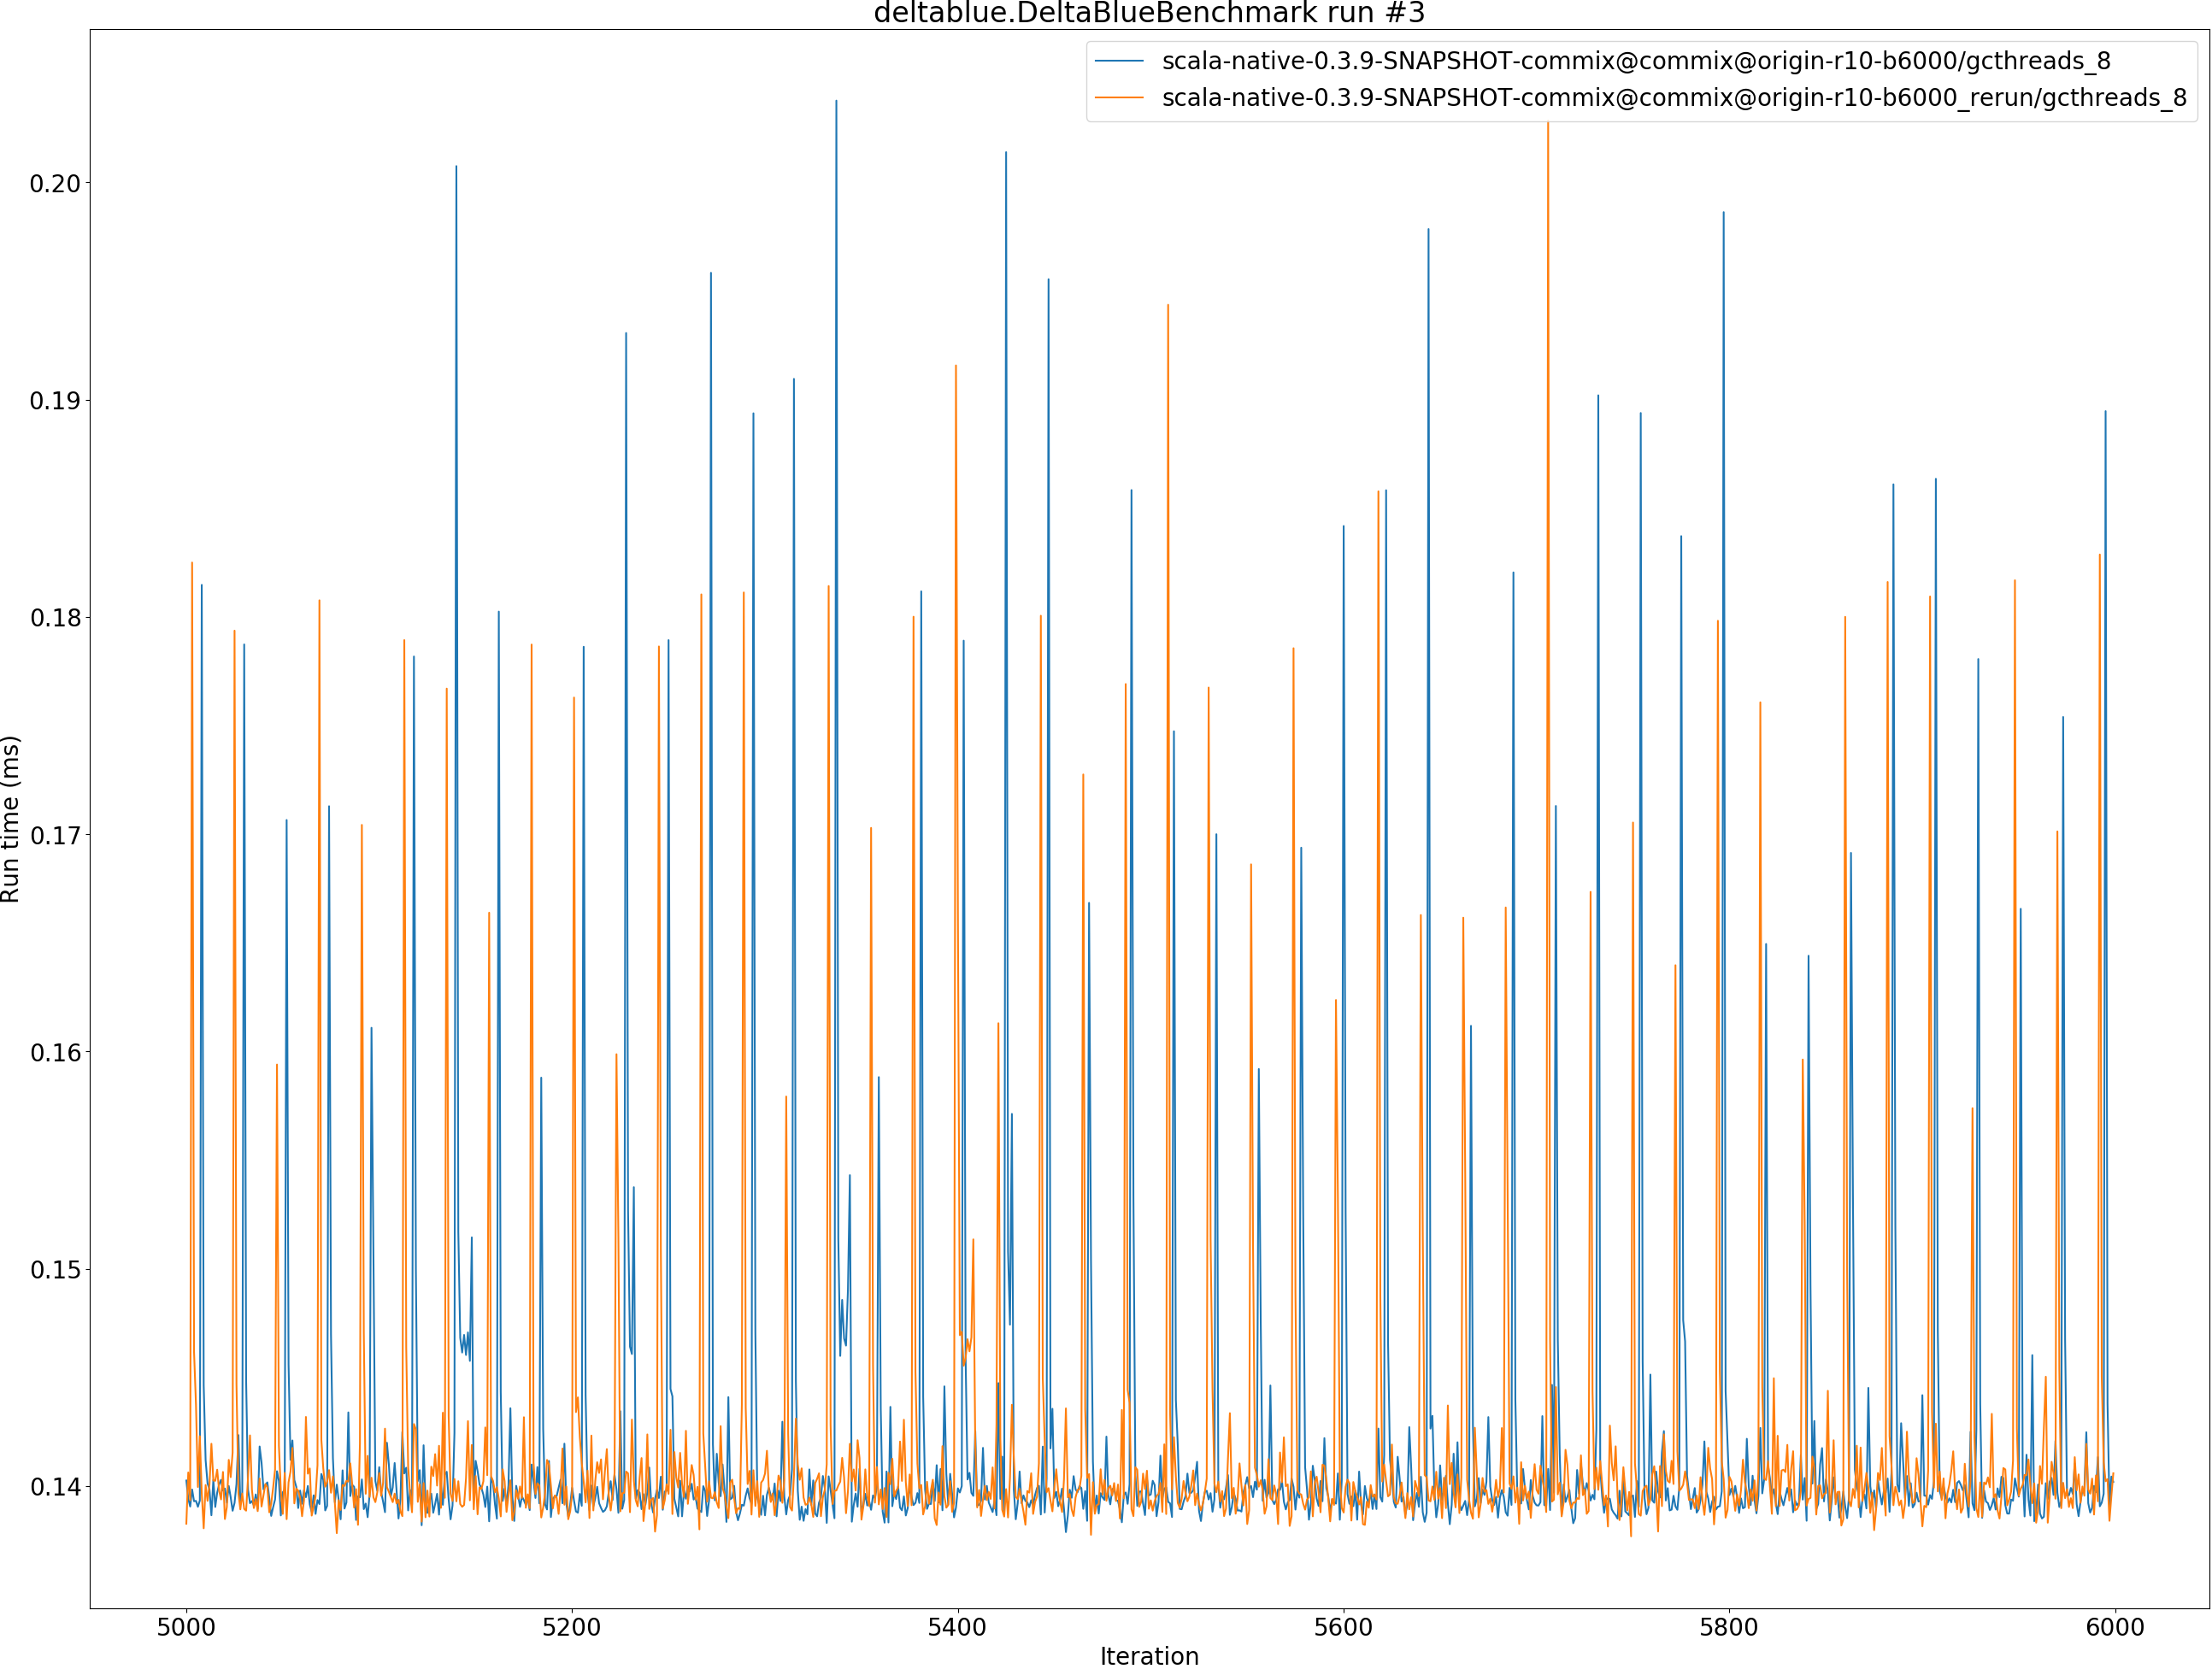 deltablue.DeltaBlueBenchmark run #3
scala-native-0.3.9-SNAPSHOT-commix@commix@origin-r10-b6000/gcthreads_8
scala-native-0.3.9-SNAPSHOT-commix@commix@origin-r10-b6000_rerun/gcthreads_8
0.20
0.19
0.18
0.17
0.16
0.15
0.14
Run time (ms)
5000 5200 5400 5600 5800 6000
Iteration